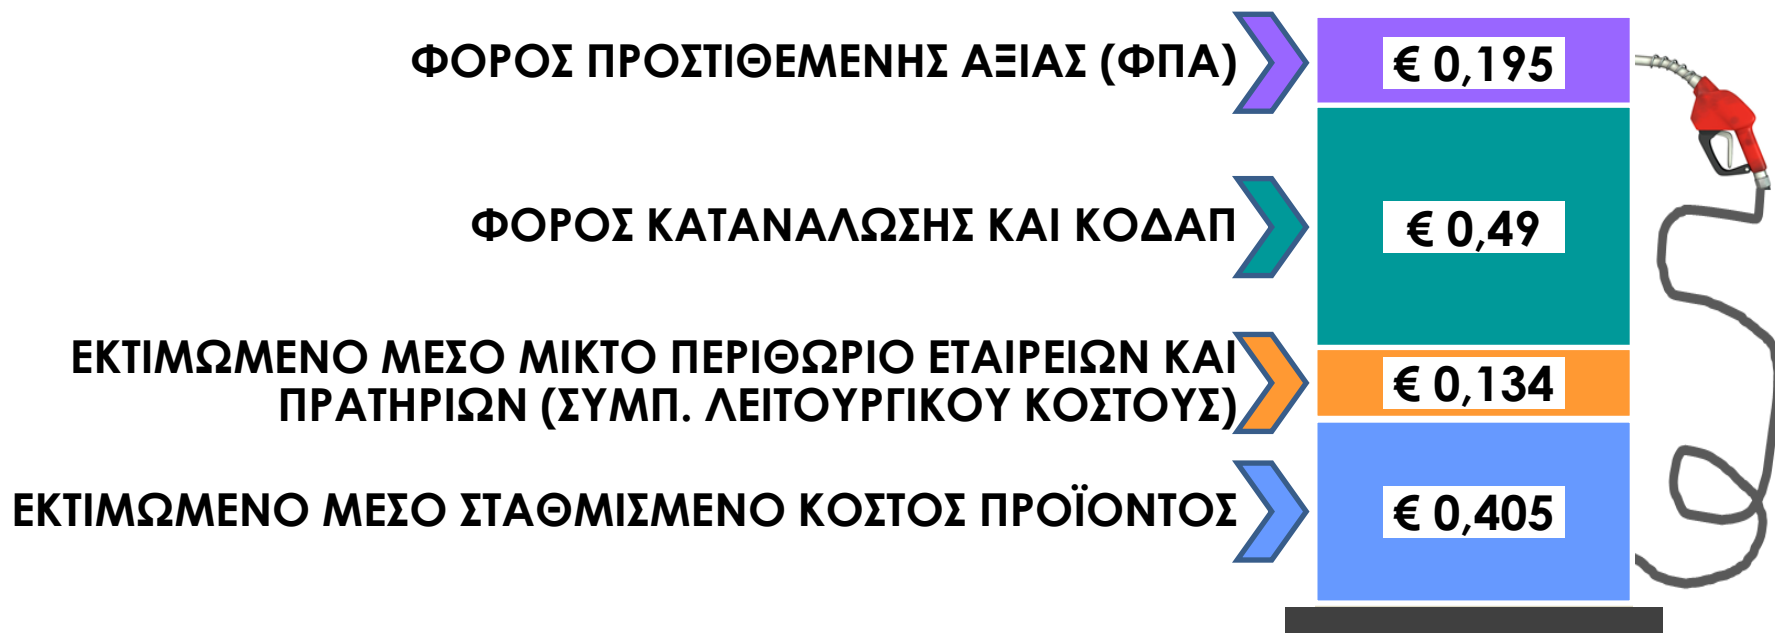 ΦΟΡΟΣ ΠΡΟΣΤΙΘΕΜΕΝΗΣ ΑΞΙΑΣ (ΦΠΑ)
€ 0,195
ΦΟΡΟΣ ΚΑΤΑΝΑΛΩΣΗΣ ΚΑΙ ΚΟΔΑΠ
€ 0,49
ΕΚΤΙΜΩΜΕΝΟ ΜΕΣΟ ΜΙΚΤΟ ΠΕΡΙΘΩΡΙΟ ΕΤΑΙΡΕΙΩΝ ΚΑΙ
ΠΡΑΤΗΡΙΩΝ (ΣΥΜΠ. ΛΕΙΤΟΥΡΓΙΚΟΥ ΚΟΣΤΟΥΣ)
€ 0,134
ΕΚΤΙΜΩΜΕΝΟ ΜΕΣΟ ΣΤΑΘΜΙΣΜΕΝΟ ΚΟΣΤΟΣ ΠΡΟΪΟΝΤΟΣ
€ 0,405